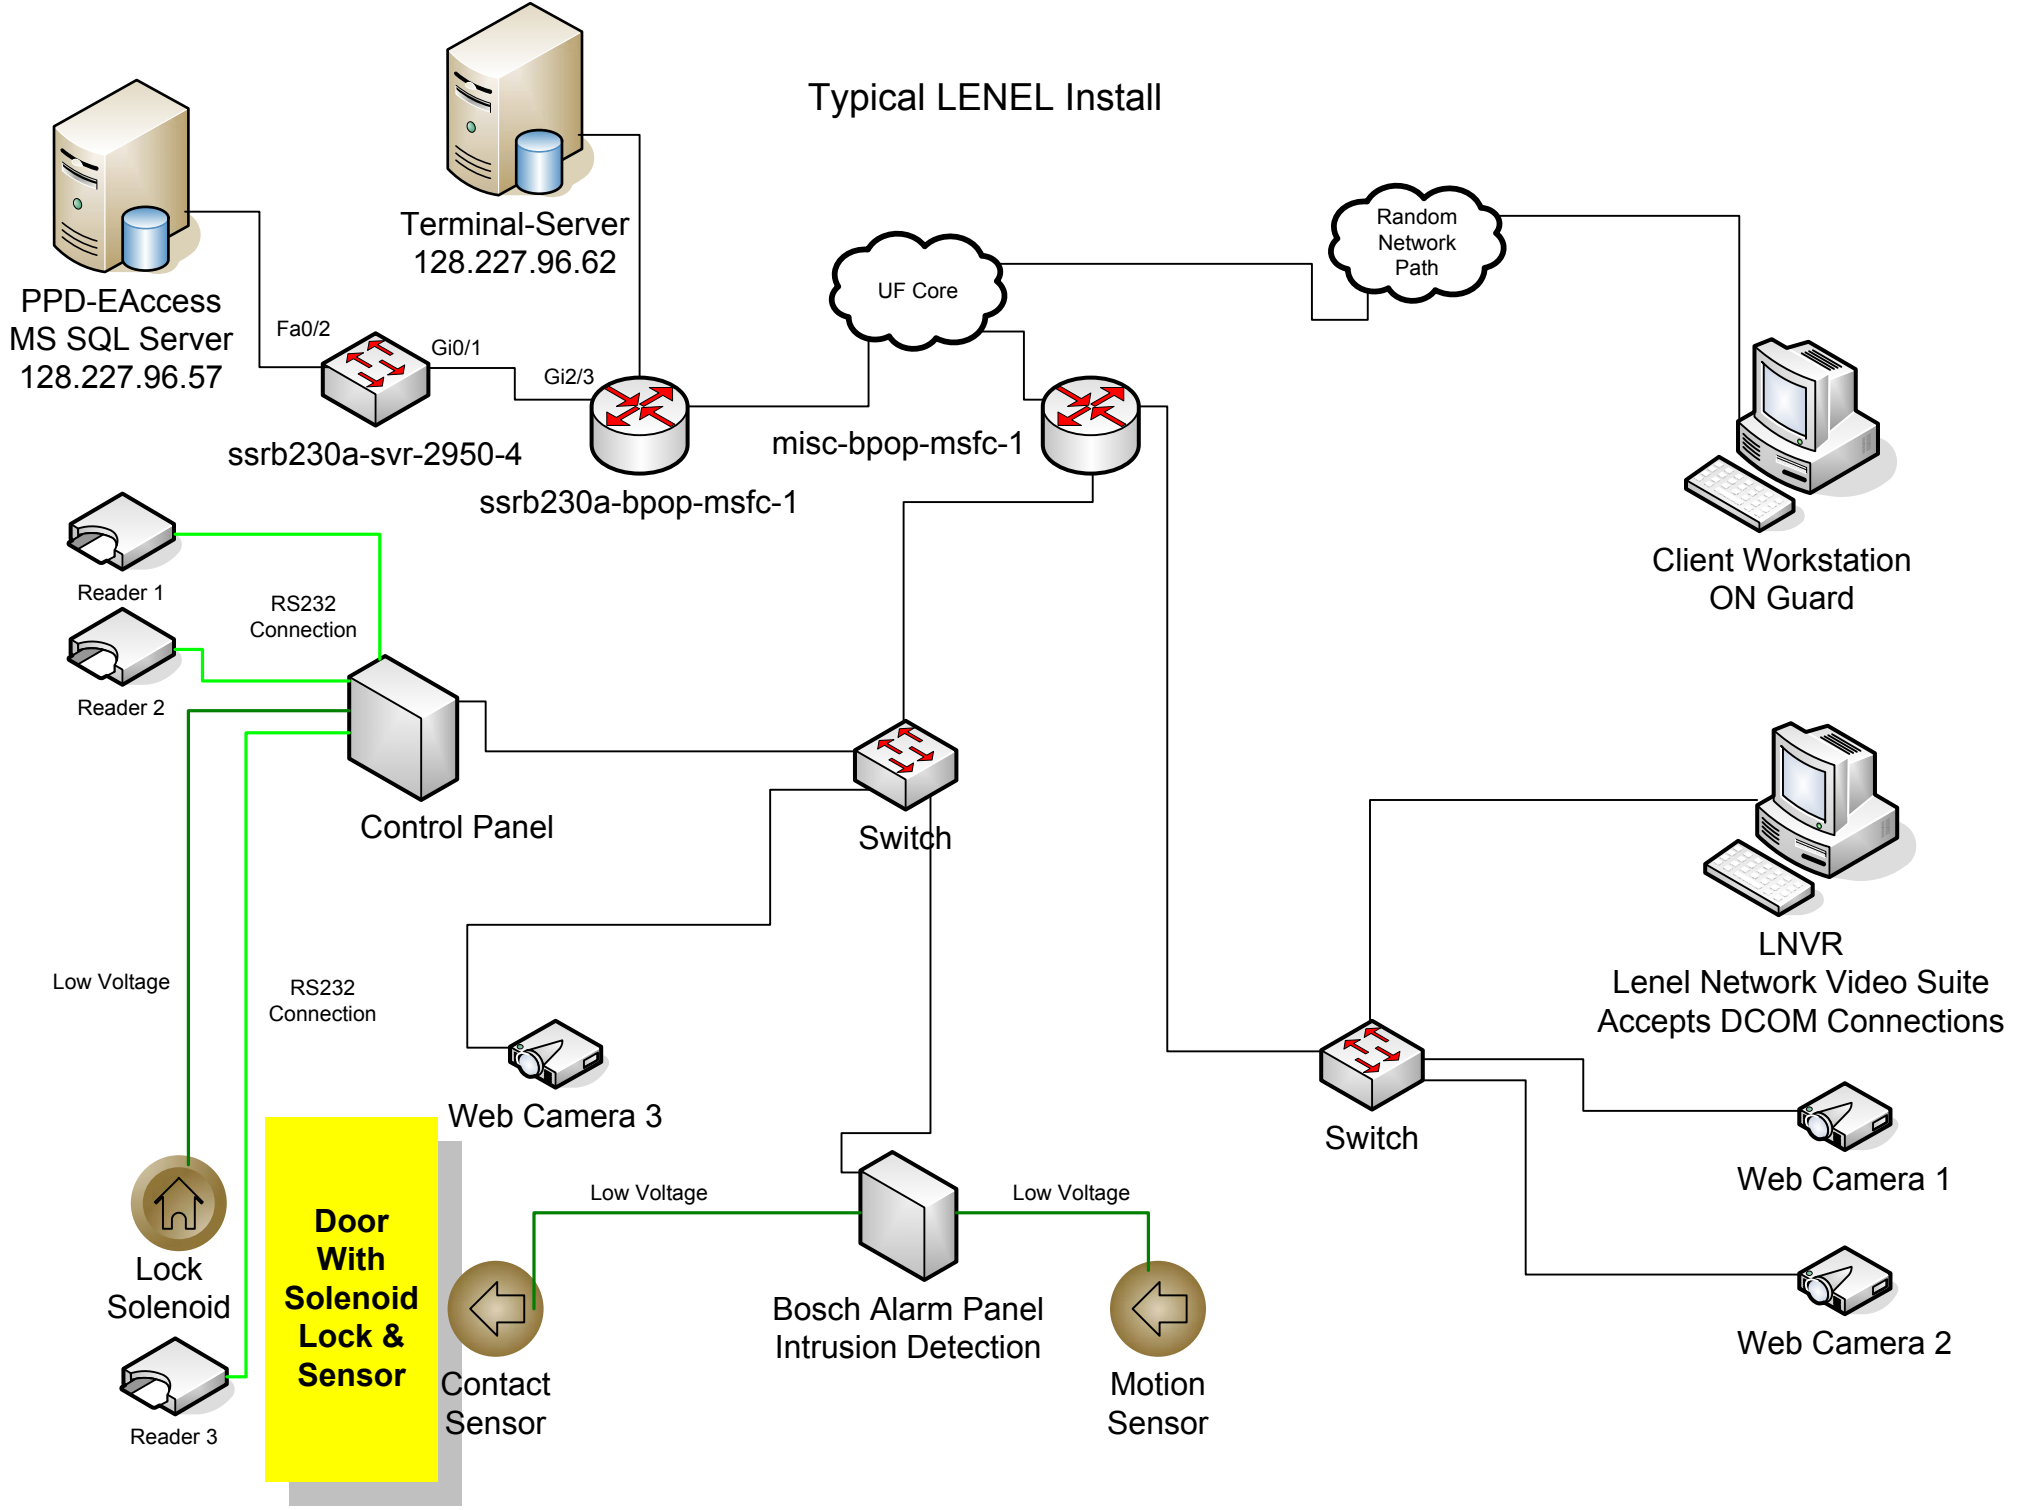 Typical LENEL Install
Terminal-Server
128.227.96.62
PPD-EAccess
MS SQL Server
128.227.96.57
Fa0/2
Gi0/1
Gi2/3
ssrb230a-svr-2950-4
ssrb230a-bpop-msfc-1
UF Core
misc-bpop-msfc-1
Random
Network
Path
Client Workstation
ON Guard
Reader 1
RS232
Connection
Reader 2
Control Panel
Switch
Low Voltage
RS232
Connection
Web Camera 3
LNVR
Lenel Network Video Suite
Accepts DCOM Connections
Switch
Web Camera 1
Web Camera 2
Lock
Solenoid
Reader 3
Door
With
Solenoid
Lock &
Sensor
Contact
Sensor
Low Voltage
Low Voltage
Bosch Alarm Panel
Intrusion Detection
Motion
Sensor